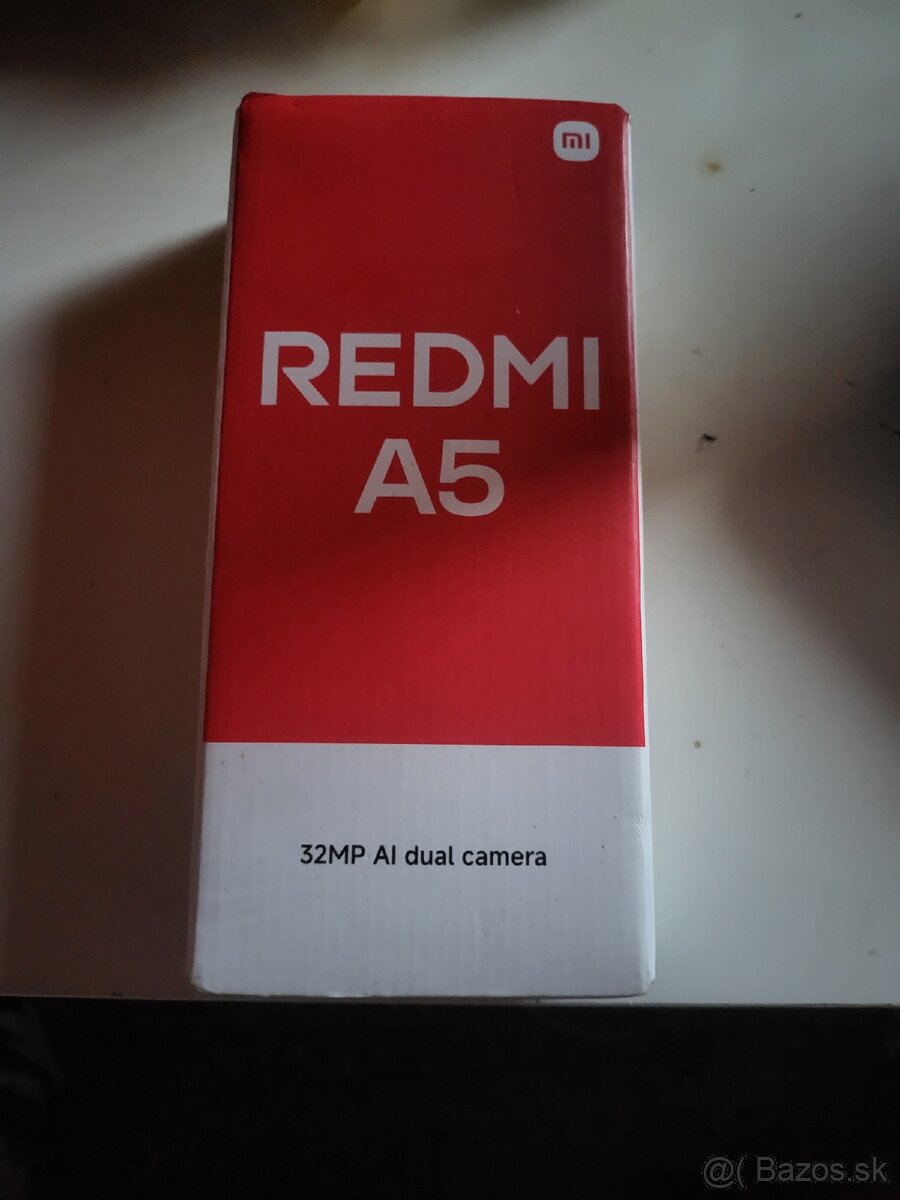 mi
REDMI
A5
32MP AI dual camera
@( Bazos.sk